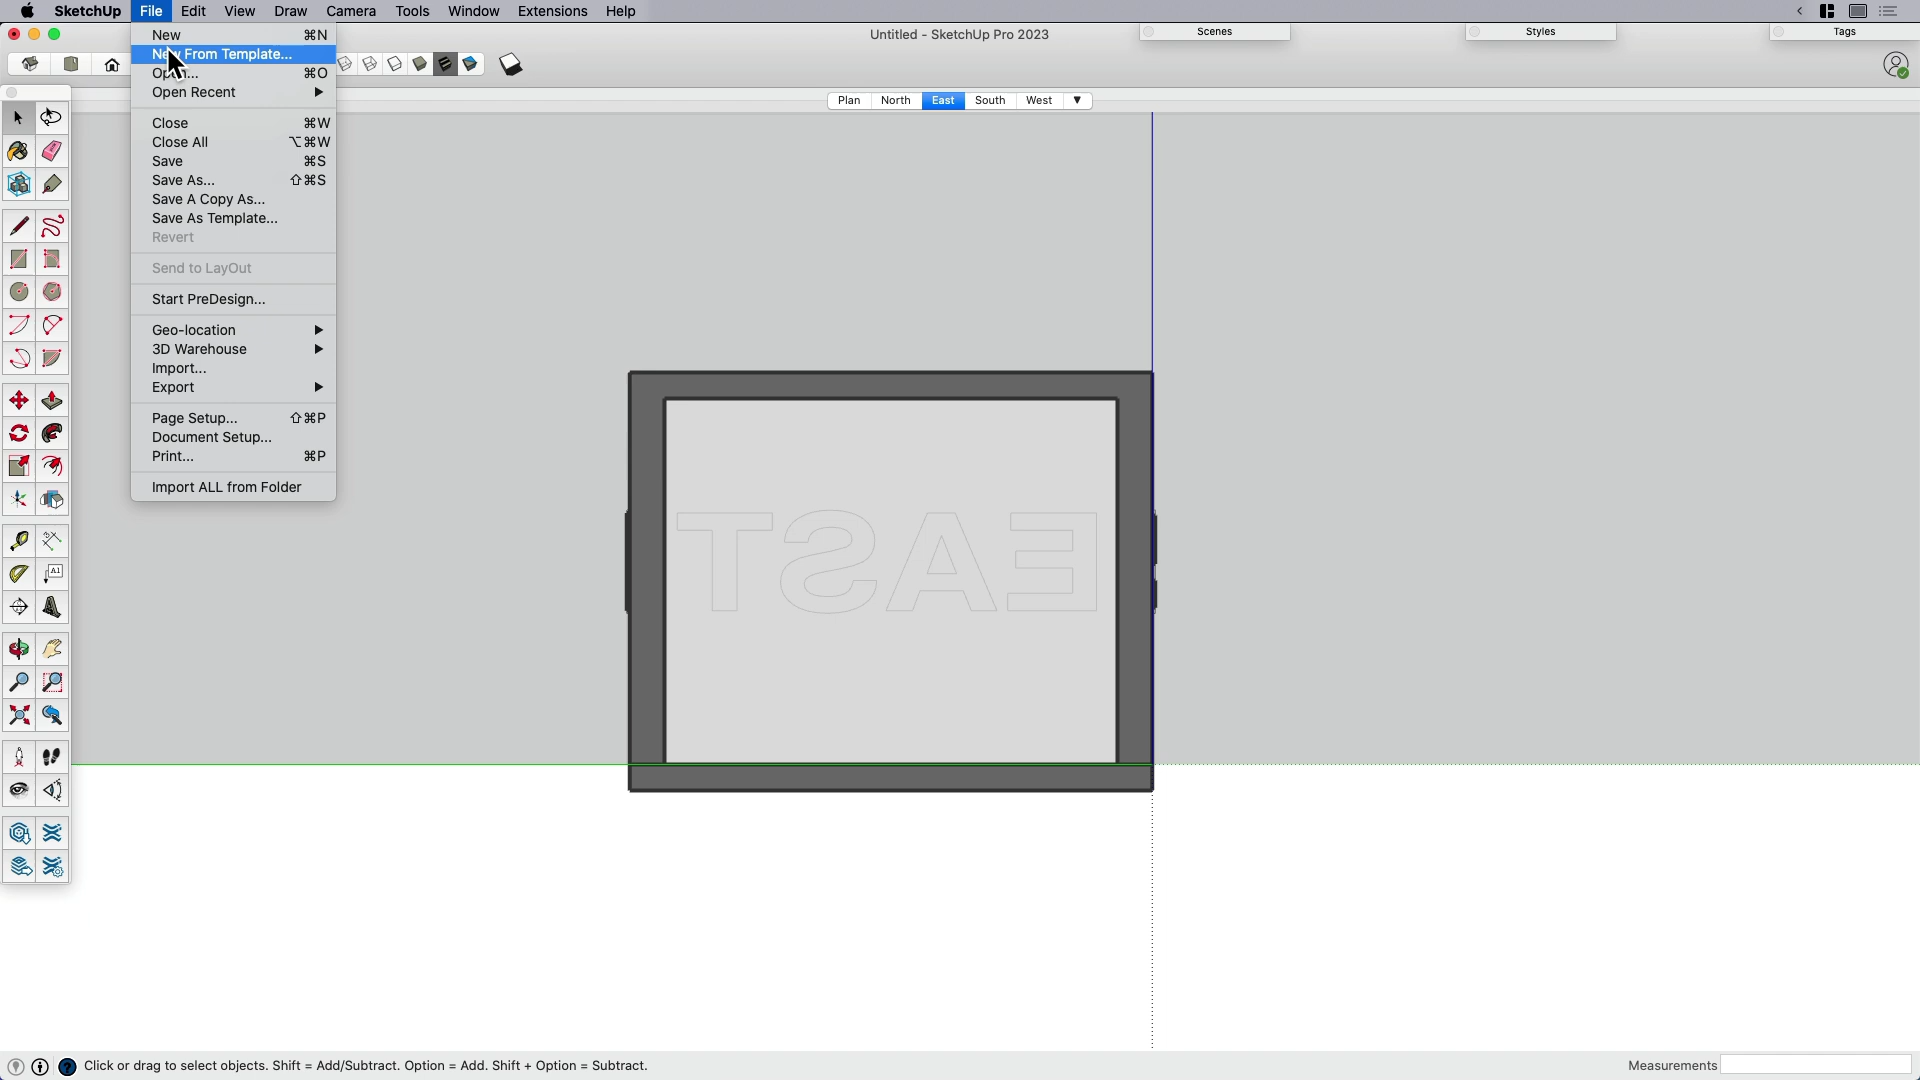 SketchUp File Edit View Draw Camera Tools Window Extensions Help
Untitled - SketchUp Pro 2023
Scenes
Styles
Tags
New ⌘N
New From Template...
Open... ⌘O
Open Recent ▶
Close ⌘W
Close All ⌥⌘W
Save ⌘S
Save As... ⇧⌘S
Save A Copy As...
Save As Template...
Revert
Send to LayOut
Start PreDesign...
Geo-location ▶
3D Warehouse ▶
Import...
Export ▶
Page Setup... ⇧⌘P
Document Setup...
Print... ⌘P
Import ALL from Folder
Plan North East South West ▼
A1
EAST
Click or drag to select objects. Shift = Add/Subtract. Option = Add. Shift + Option = Subtract.
Measurements